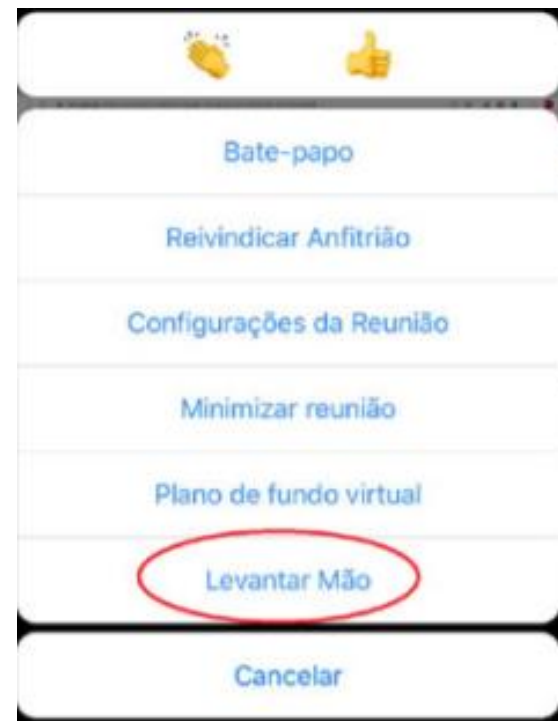 Bate-papo
Reivindicar Anfitrião
Configurações da Reunião
Minimizar reunião
Plano de fundo virtual
Levantar Mão
Cancelar